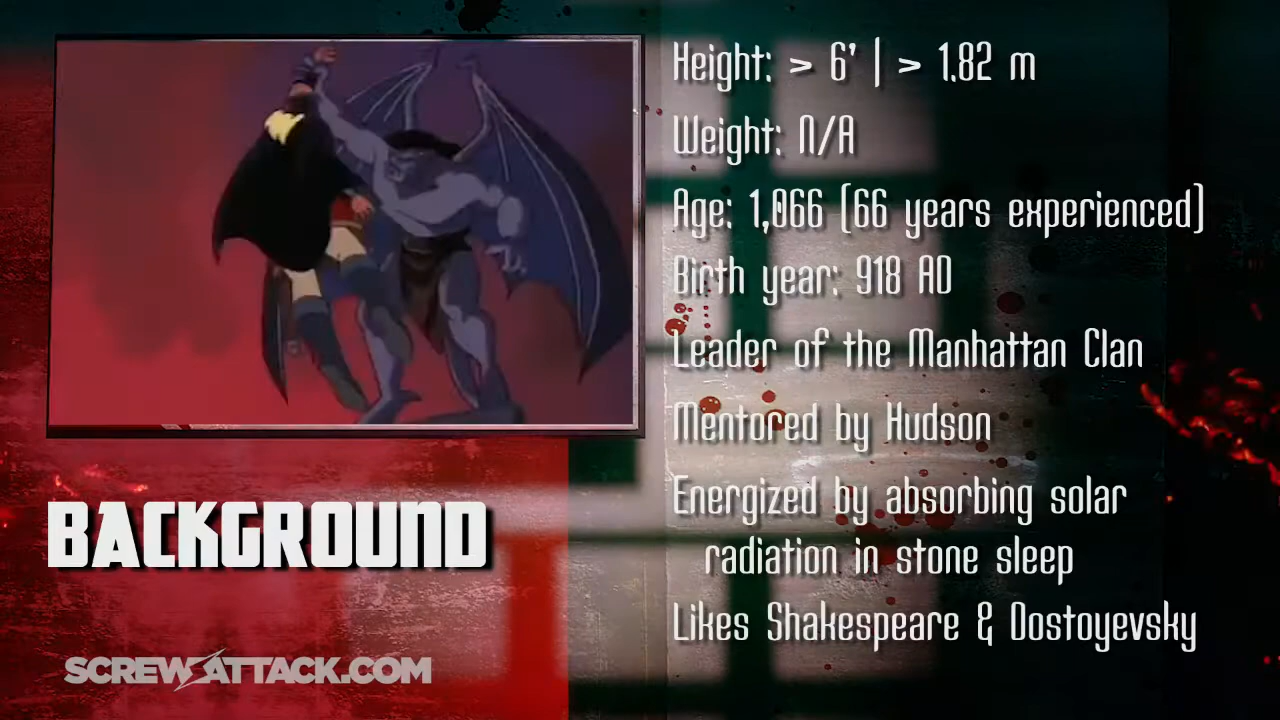 Height: > 6' | > 1.82 m
Weight: N/A
Age: 1,066 (66 years experienced)
Birth year: 918 AD
Leader of the Manhattan Clan
Mentored by Hudson
Energized by absorbing solar
radiation in stone sleep
Likes Shakespeare & Dostoyevsky
BACKGROUND
SCREWATTACK.COM